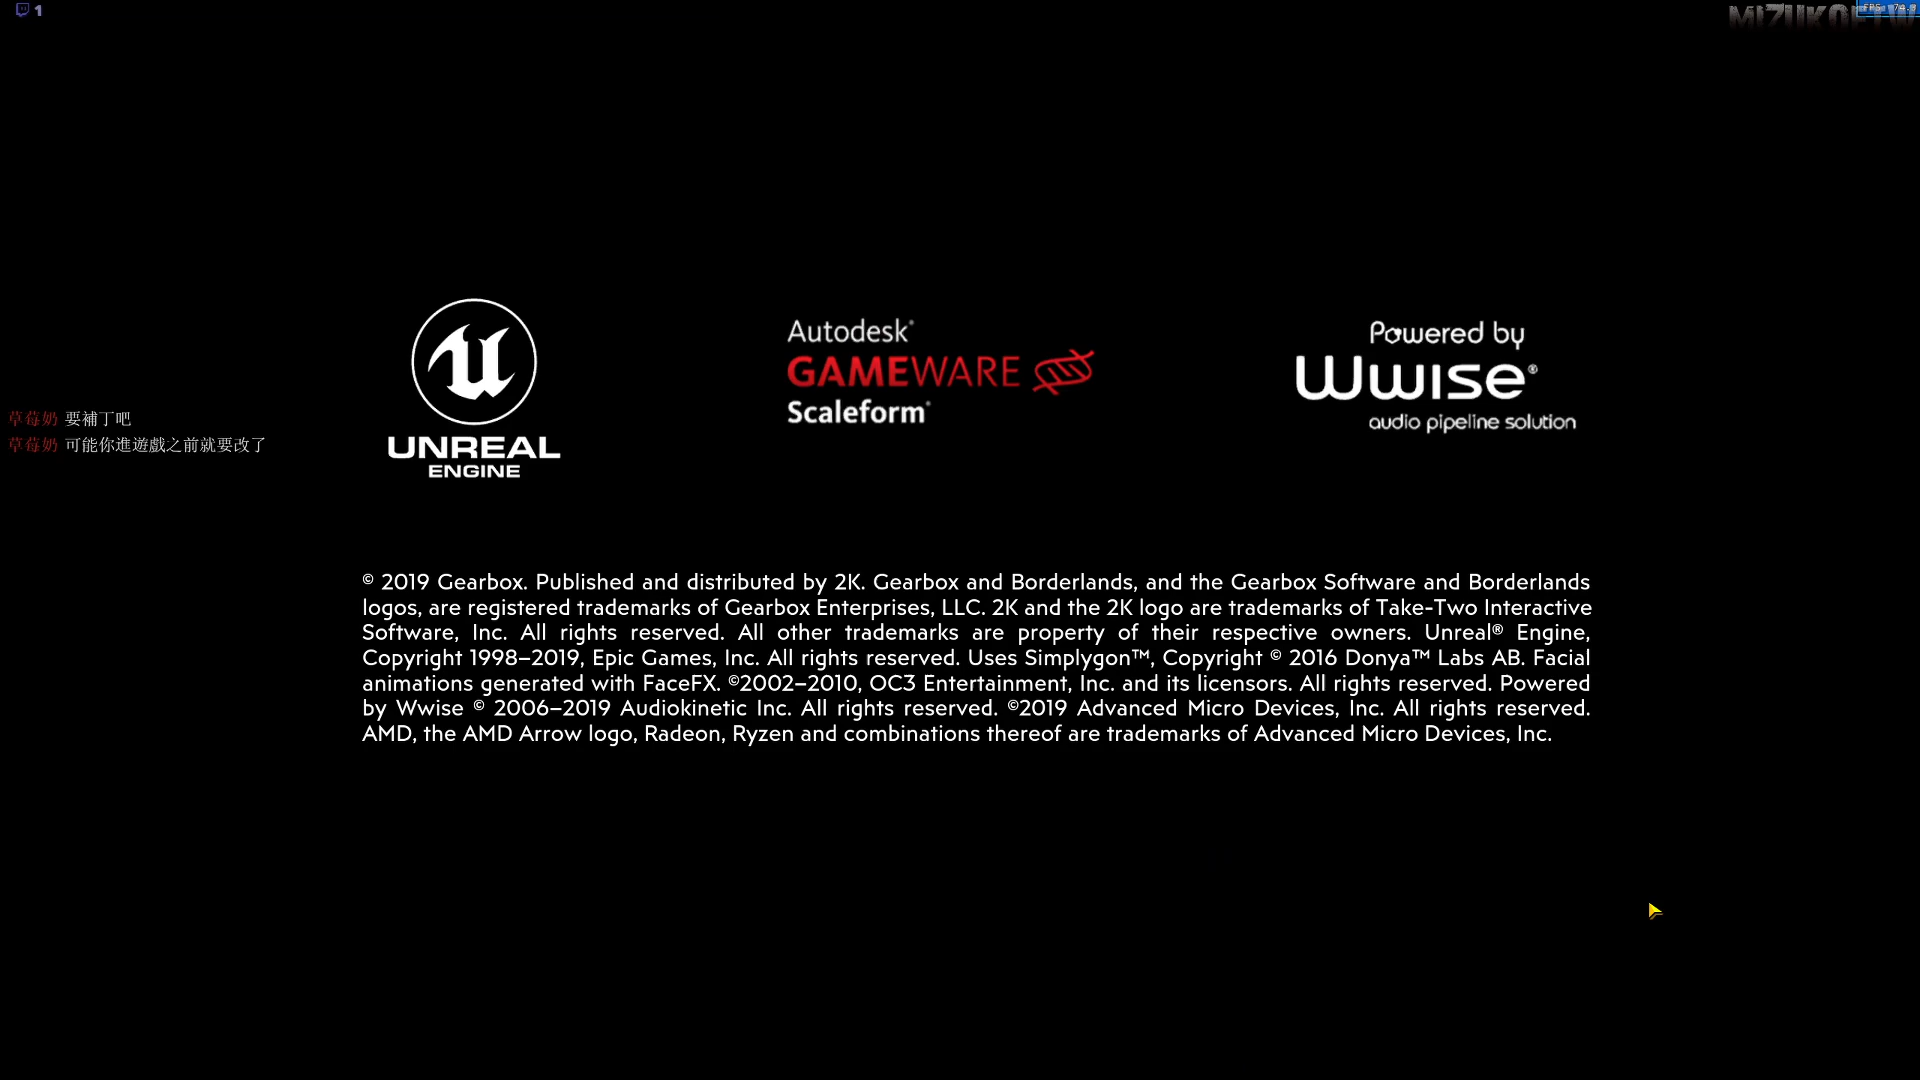 1
MIZUKOFTW
FPS
Autodesk®
GAMEWARE
Scaleform®
Powered by
Wwise®
audio pipeline solution
UNREAL
ENGINE
草莓奶 要補丁吧
草莓奶 可能你進遊戲之前就要改了
© 2019 Gearbox. Published and distributed by 2K. Gearbox and Borderlands, and the Gearbox Software and Borderlands
logos, are registered trademarks of Gearbox Enterprises, LLC. 2K and the 2K logo are trademarks of Take-Two Interactive
Software, Inc. All rights reserved. All other trademarks are property of their respective owners. Unreal® Engine,
Copyright 1998–2019, Epic Games, Inc. All rights reserved. Uses Simplygon™, Copyright © 2016 Donya™ Labs AB. Facial
animations generated with FaceFX. ©2002–2010, OC3 Entertainment, Inc. and its licensors. All rights reserved. Powered
by Wwise © 2006–2019 Audiokinetic Inc. All rights reserved. ©2019 Advanced Micro Devices, Inc. All rights reserved.
AMD, the AMD Arrow logo, Radeon, Ryzen and combinations thereof are trademarks of Advanced Micro Devices, Inc.